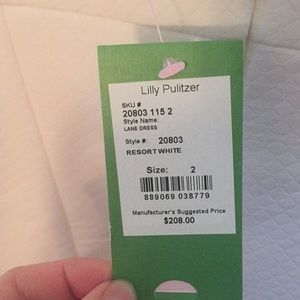 Lilly Pulitzer
SKU #
20803 115 2
Style Name:
LANE DRESS
Style #: 20803
RESORT WHITE
Size: 2
889069 038779
Manufacturer's Suggested Price
$208.00